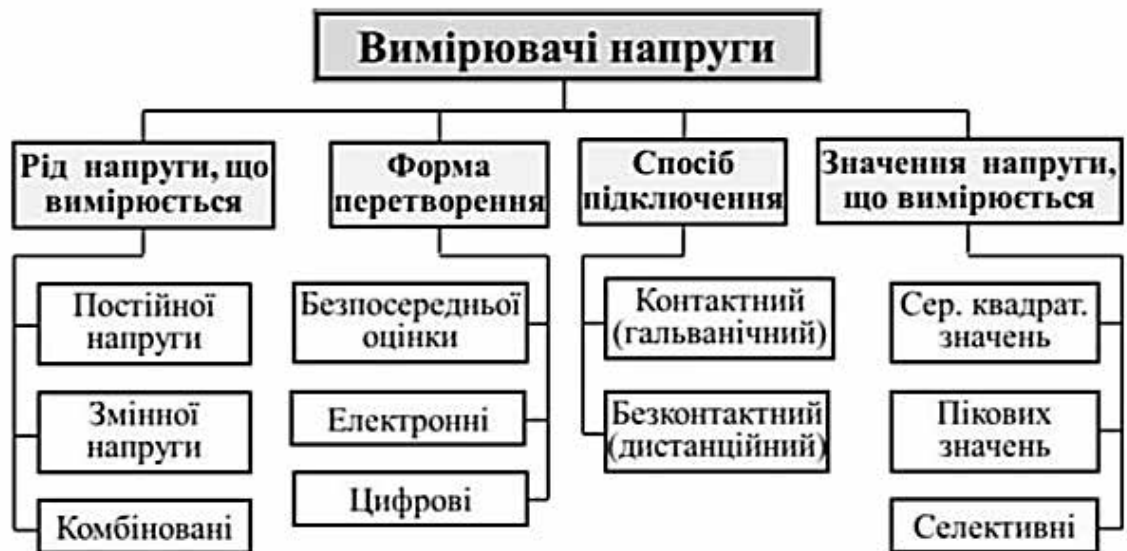 Вимірювачі напруги
Рід напруги, що
вимірюється
Форма
перетворення
Спосіб
підключення
Значення напруги,
що вимірюється
Постійної
напруги
Змінної
напруги
Комбіновані
Безпосередньої
оцінки
Електронні
Цифрові
Контактний
(гальванічний)
Безконтактний
(дистанційний)
Сер. квадрат.
значень
Пікових
значень
Селективні